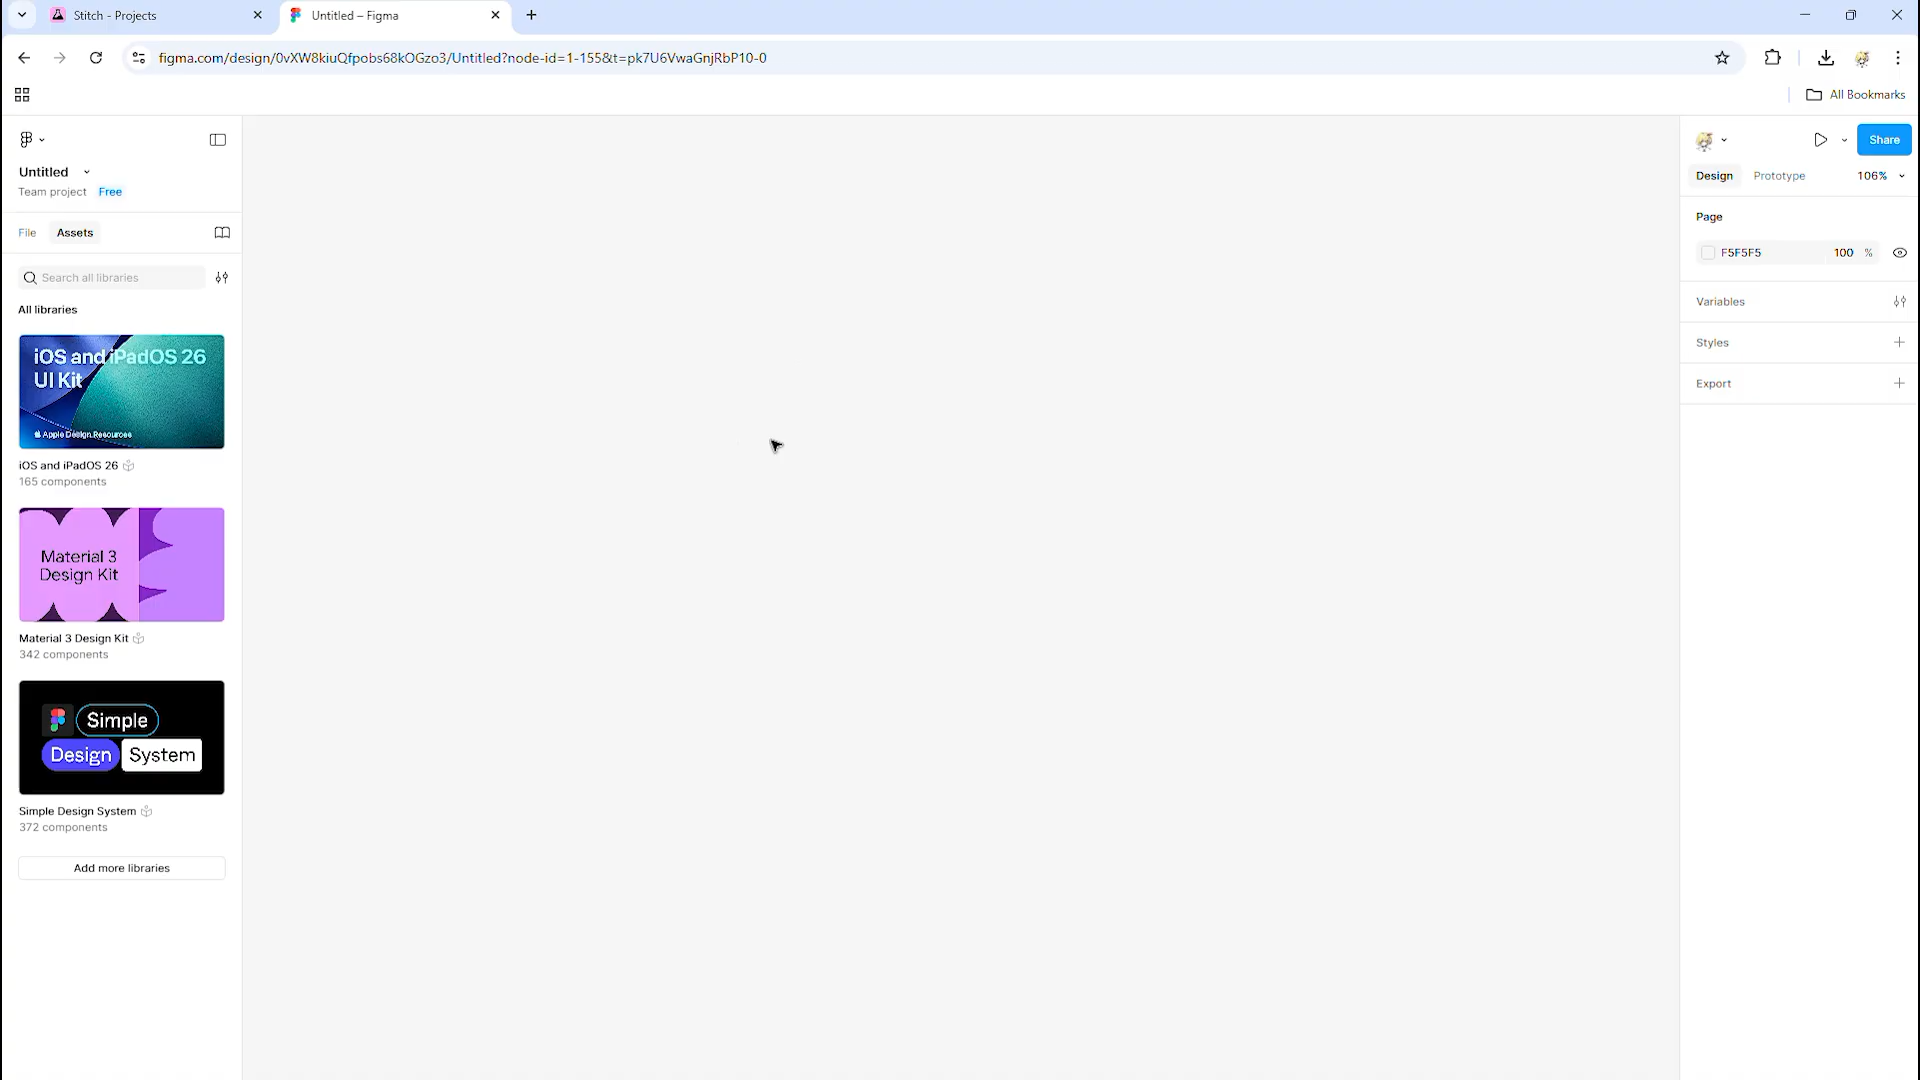 Stitch - Projects
Untitled – Figma
figma.com/design/0vXW8kiuQfpobs68kOGzo3/Untitled?node-id=1-155&t=pk7U6VwaGnjRbP10-0
All Bookmarks
Untitled
Team project Free
File Assets
Search all libraries
All libraries
iOS and iPadOS 26
UI Kit
Apple Design Resources
iOS and iPadOS 26
165 components
Material 3
Design Kit
Material 3 Design Kit
342 components
Simple
Design System
Simple Design System
372 components
Add more libraries
Share
Design Prototype 106%
Page
F5F5F5 100 %
Variables
Styles
Export